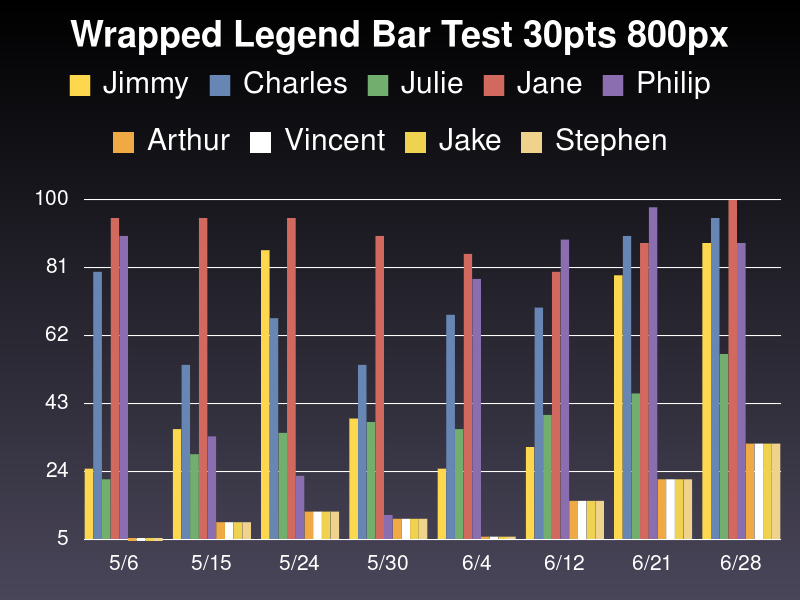 Wrapped Legend Bar Test 30pts 800px
Jimmy Charles Julie Jane Philip
Arthur Vincent Jake Stephen
100
81
62
43
24
5
5/6 5/15 5/24 5/30 6/4 6/12 6/21 6/28